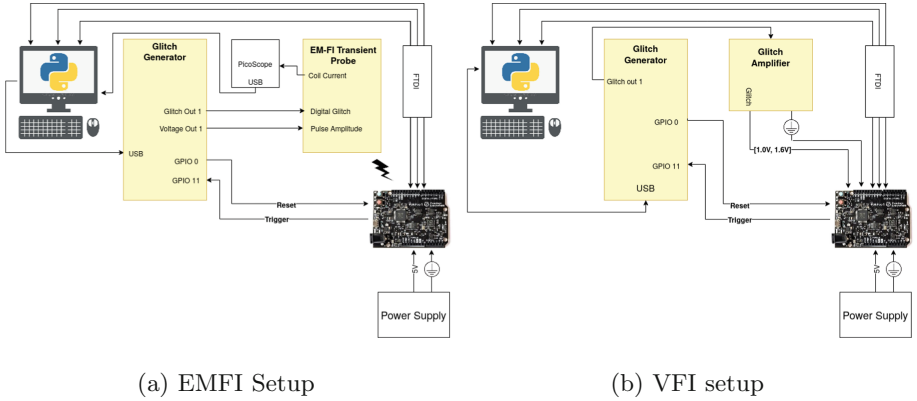 Glitch
Generator
PicoScope
USB
EM-FI Transient
Probe
Coil Current
Glitch Out 1
Voltage Out 1
Digital Glitch
Pulse Amplitude
USB
GPIO 0
GPIO 11
FTDI
Reset
Trigger
5V
Power Supply
(a) EMFI Setup
Glitch
Generator
Glitch out 1
GPIO 0
GPIO 11
USB
Glitch
Amplifier
Glitch
[1.0V, 1.6V]
FTDI
Reset
Trigger
5V
Power Supply
(b) VFI setup